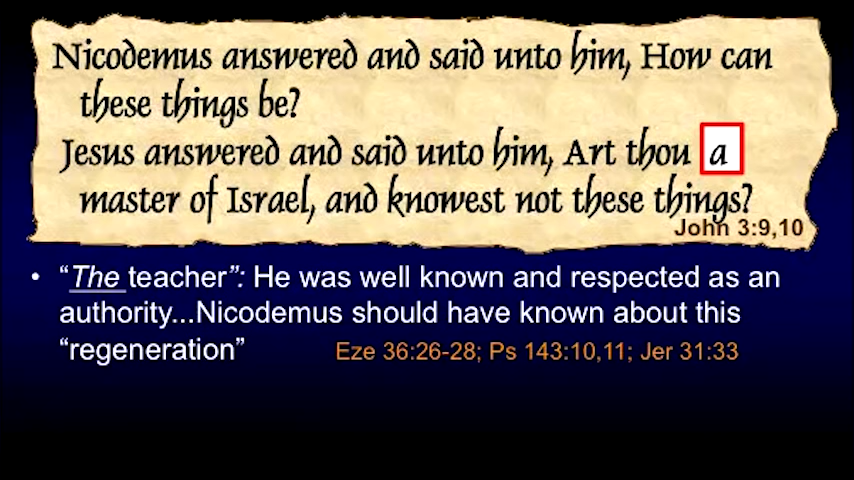 Nicodemus answered and said unto him, How can
these things be?
Jesus answered and said unto him, Art thou a
master of Israel, and knowest not these things?
John 3:9,10
• “The teacher”: He was well known and respected as an
authority...Nicodemus should have known about this
“regeneration” Eze 36:26-28; Ps 143:10,11; Jer 31:33